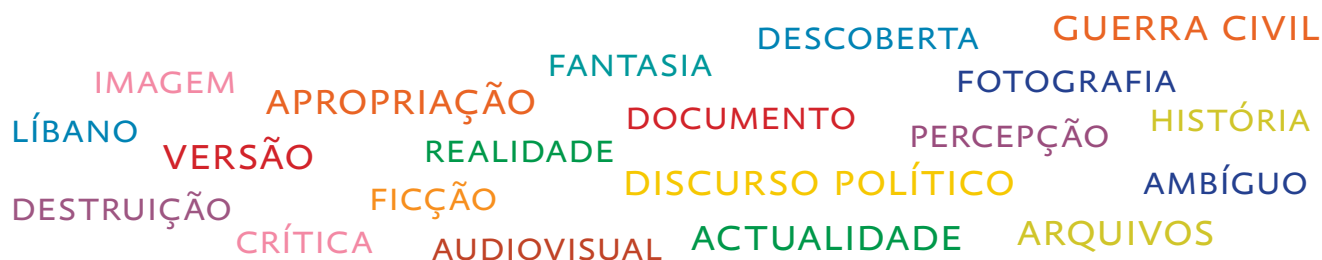 GUERRA CIVIL
DESCOBERTA
FANTASIA
IMAGEM
FOTOGRAFIA
APROPRIAÇÃO
DOCUMENTO
HISTÓRIA
LÍBANO
PERCEPÇÃO
VERSÃO
REALIDADE
DISCURSO POLÍTICO
AMBÍGUO
FICÇÃO
DESTRUIÇÃO
ARQUIVOS
CRÍTICA
ACTUALIDADE
AUDIOVISUAL